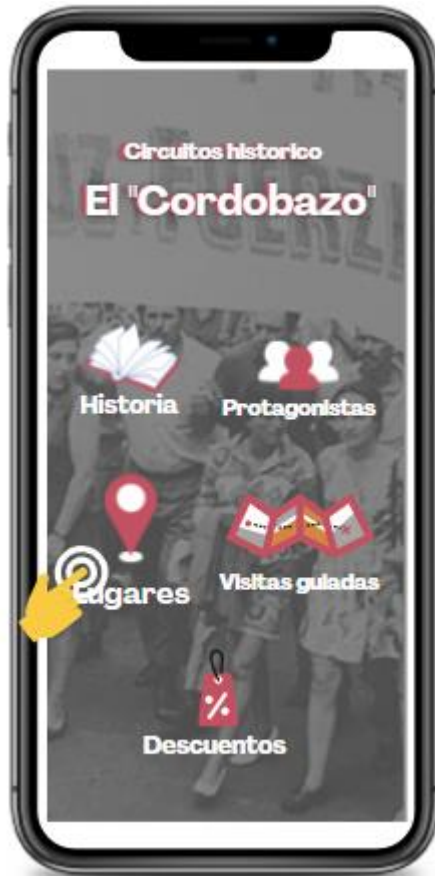 Circuitos historico
El "Cordobazo"
Historia
Protagonistas
Lugares
Visitas guiadas
Descuentos